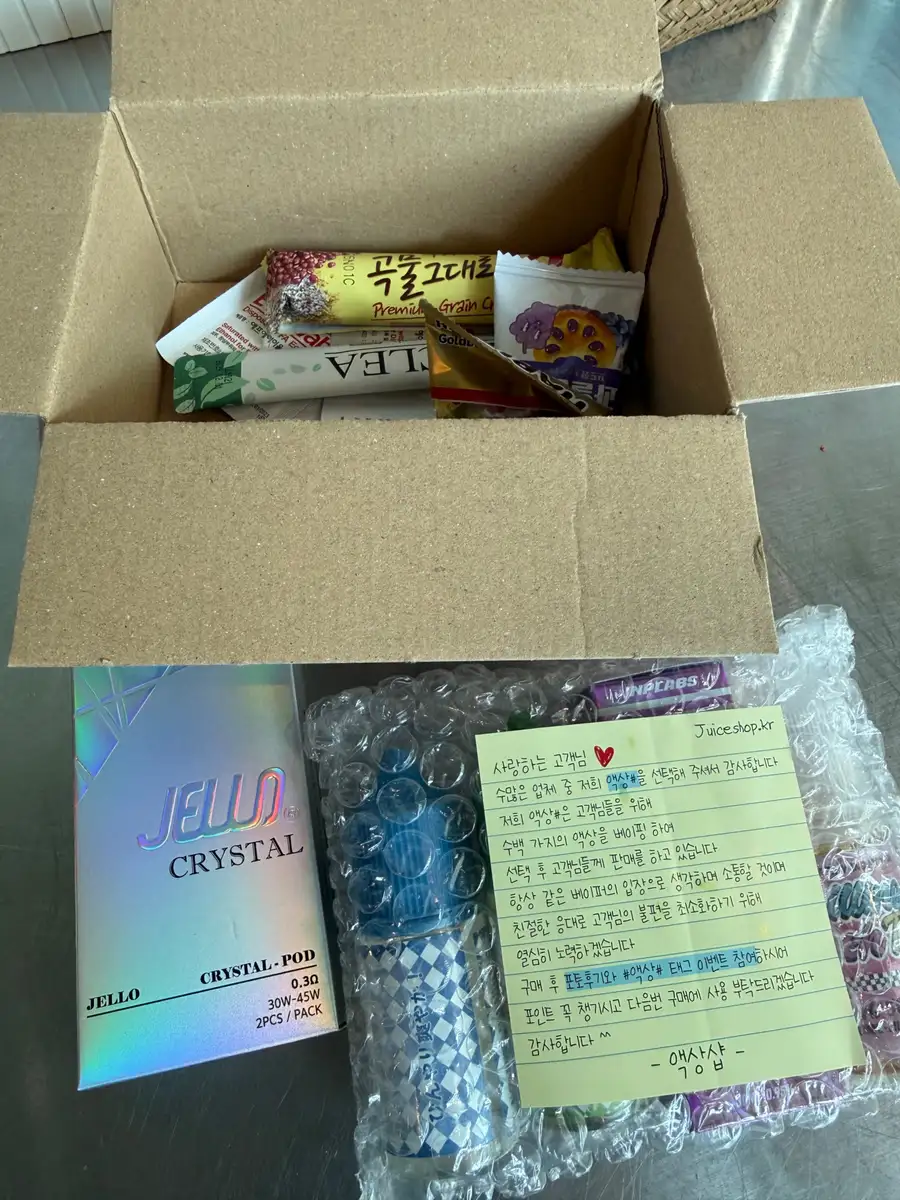 곡물그대로
Premium Grain
CLEA
Gold
JELLO
CRYSTAL
CRYSTAL-POD
JELLO
0.3Ω
30W-45W
2PCS / PACK
Juiceshop.kr
사랑하는 고객님 ♥
수많은 업체 중 저희 액상#을 선택해 주셔서 감사합니다
저희 액상#은 고객님들을 위해
수백 가지의 액상을 베이핑 하여
선택 후 고객님들께 판매를 하고 있습니다
항상 같은 베이퍼의 입장으로 생각하며 소통할 것이며
친절한 응대로 고객님의 불편을 최소화하기 위해
열심히 노력하겠습니다
구매 후 포토후기와 #액상# 태그 이벤트 참여하시어
포인트 꼭 챙기시고 다음번 구매에 사용 부탁드리겠습니다
감사합니다 ^^
- 액상샵 -